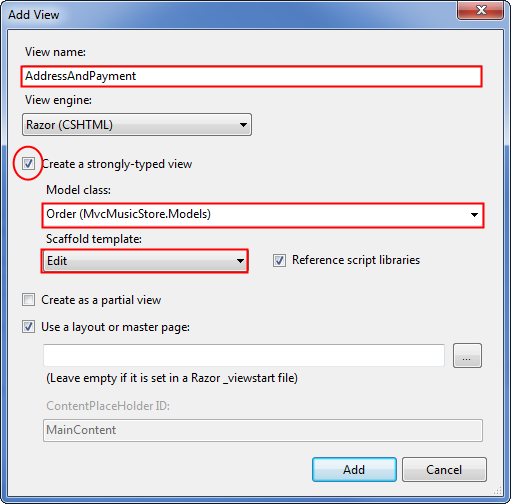 Add View
View name:
AddressAndPayment
View engine:
Razor (CSHTML)
Create a strongly-typed view
Model class:
Order (MvcMusicStore.Models)
Scaffold template:
Edit
Reference script libraries
Create as a partial view
Use a layout or master page:
...
(Leave empty if it is set in a Razor _viewstart file)
ContentPlaceHolder ID:
MainContent
Add
Cancel